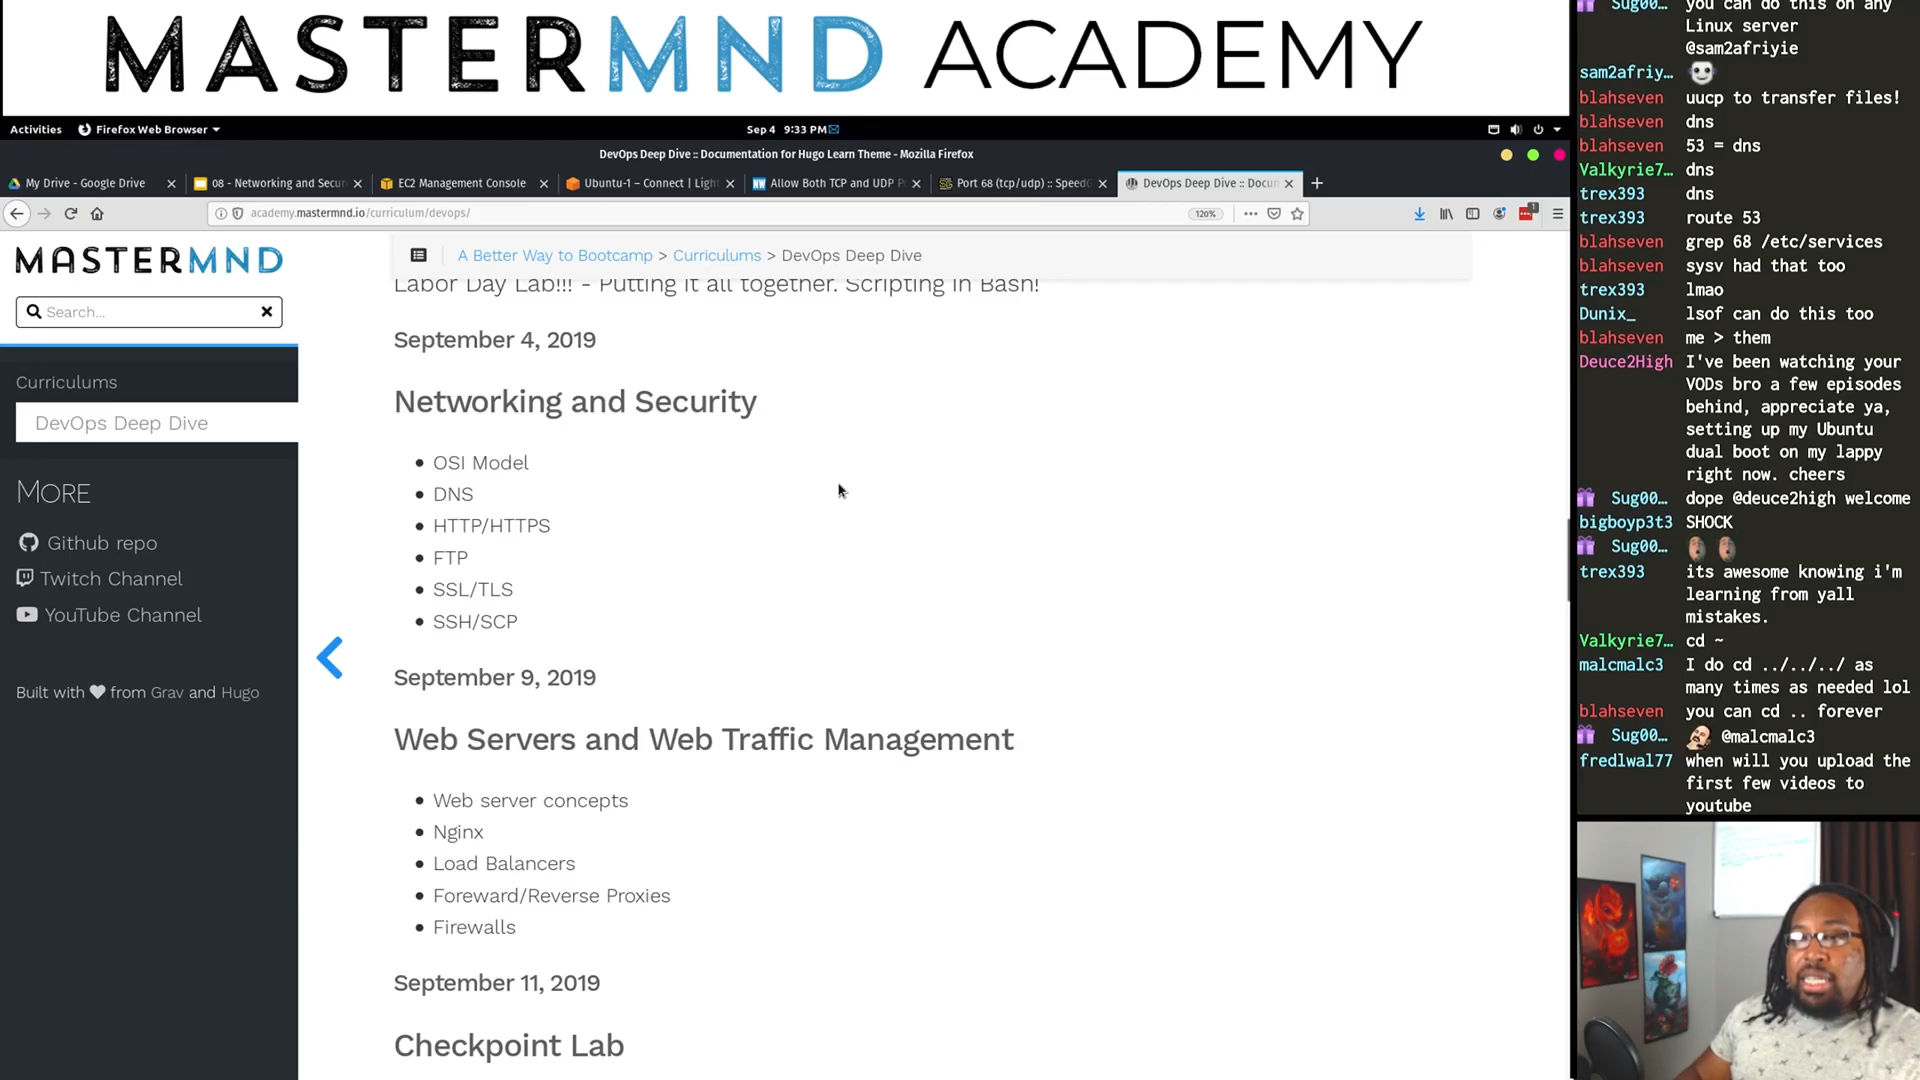 MASTERMND ACADEMY
Activities Firefox Web Browser Sep 4 9:33 PM
DevOps Deep Dive :: Documentation for Hugo Learn Theme - Mozilla Firefox
My Drive - Google Drive 08 - Networking and Secur EC2 Management Console Ubuntu-1 – Connect | Ligh Allow Both TCP and UDP P Port 68 (tcp/udp) :: SpeedG DevOps Deep Dive :: Docum
academy.mastermnd.io/curriculum/devops/ 120%
MASTERMND
Search...
Curriculums
DevOps Deep Dive
MORE
Github repo
Twitch Channel
YouTube Channel
Built with from Grav and Hugo
A Better Way to Bootcamp > Curriculums > DevOps Deep Dive
Labor Day Lab!!! - Putting it all together. Scripting in Bash!
September 4, 2019
Networking and Security
OSI Model
DNS
HTTP/HTTPS
FTP
SSL/TLS
SSH/SCP
September 9, 2019
Web Servers and Web Traffic Management
Web server concepts
Nginx
Load Balancers
Foreward/Reverse Proxies
Firewalls
September 11, 2019
Checkpoint Lab
Sug00… you can do this on any
Linux server
@sam2afriyie
sam2afriy…
blahseven uucp to transfer files!
blahseven dns
blahseven 53 = dns
Valkyrie7… dns
trex393 dns
trex393 route 53
blahseven grep 68 /etc/services
blahseven sysv had that too
trex393 lmao
Dunix_ lsof can do this too
blahseven me > them
Deuce2High I've been watching your
VODs bro a few episodes
behind, appreciate ya,
setting up my Ubuntu
dual boot on my lappy
right now. cheers
Sug00… dope @deuce2high welcome
bigboyp3t3 SHOCK
Sug00…
trex393 its awesome knowing i'm
learning from yall
mistakes.
Valkyrie7… cd ~
malcmalc3 I do cd ../../../ as
many times as needed lol
blahseven you can cd .. forever
Sug00… @malcmalc3
fredlwal77 when will you upload the
first few videos to
youtube